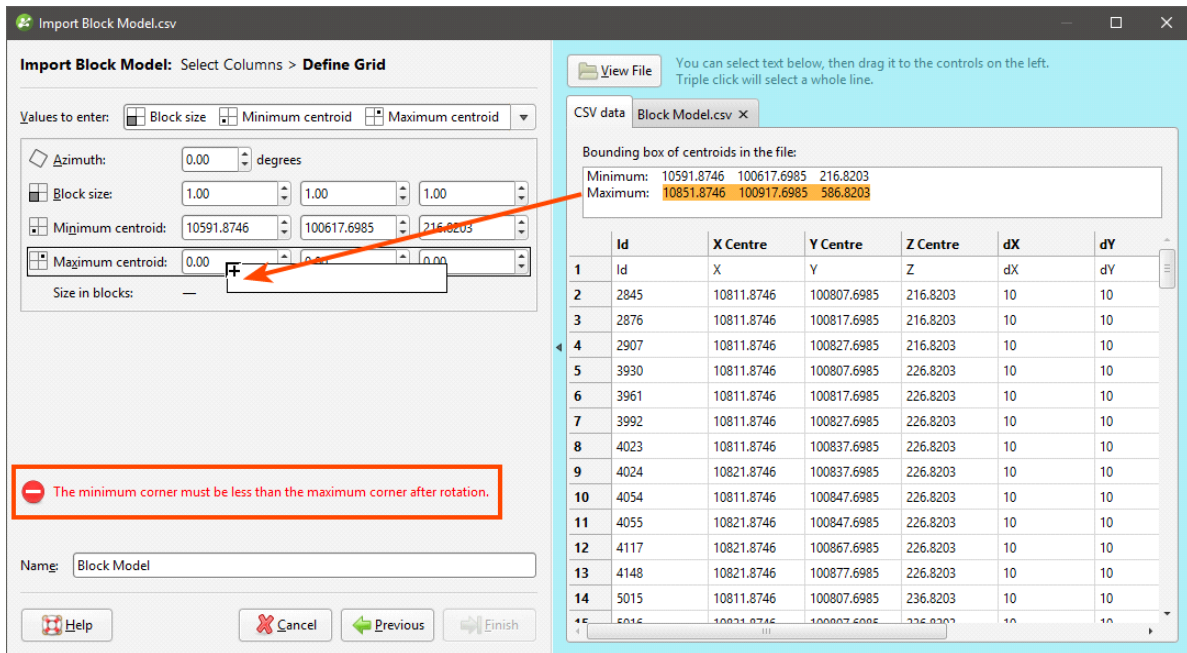 Import Block Model.csv
Import Block Model: Select Columns > Define Grid
Values to enter: Block size Minimum centroid Maximum centroid
Azimuth: 0.00 degrees
Block size: 1.00 1.00 1.00
Minimum centroid: 10591.8746 100617.6985 216.8203
Maximum centroid: 0.00 0.00 0.00
Size in blocks: —
The minimum corner must be less than the maximum corner after rotation.
Name: Block Model
Help Cancel Previous Finish
View File
You can select text below, then drag it to the controls on the left.
Triple click will select a whole line.
CSV data Block Model.csv
Bounding box of centroids in the file:
Minimum: 10591.8746 100617.6985 216.8203
Maximum: 10851.8746 100917.6985 586.8203
Id X Centre Y Centre Z Centre dX dY
1 Id X Y Z dX dY
2 2845 10811.8746 100807.6985 216.8203 10 10
3 2876 10811.8746 100817.6985 216.8203 10 10
4 2907 10811.8746 100827.6985 216.8203 10 10
5 3930 10811.8746 100807.6985 226.8203 10 10
6 3961 10811.8746 100817.6985 226.8203 10 10
7 3992 10811.8746 100827.6985 226.8203 10 10
8 4023 10811.8746 100837.6985 226.8203 10 10
9 4024 10821.8746 100837.6985 226.8203 10 10
10 4054 10811.8746 100847.6985 226.8203 10 10
11 4055 10821.8746 100847.6985 226.8203 10 10
12 4117 10821.8746 100867.6985 226.8203 10 10
13 4148 10821.8746 100877.6985 226.8203 10 10
14 5015 10811.8746 100807.6985 236.8203 10 10